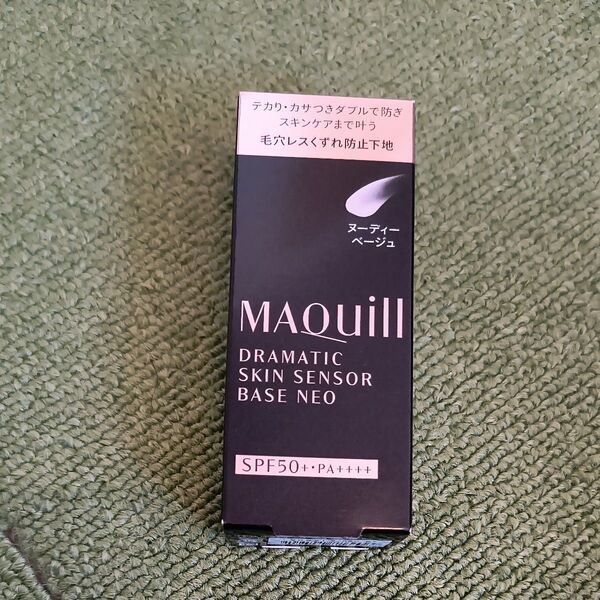 テカり・カサつきダブルで防ぎ
スキンケアまで叶う
毛穴レスくずれ防止下地
ヌーディー
ベージュ
MAQuill
DRAMATIC
SKIN SENSOR
BASE NEO
SPF50+・PA++++